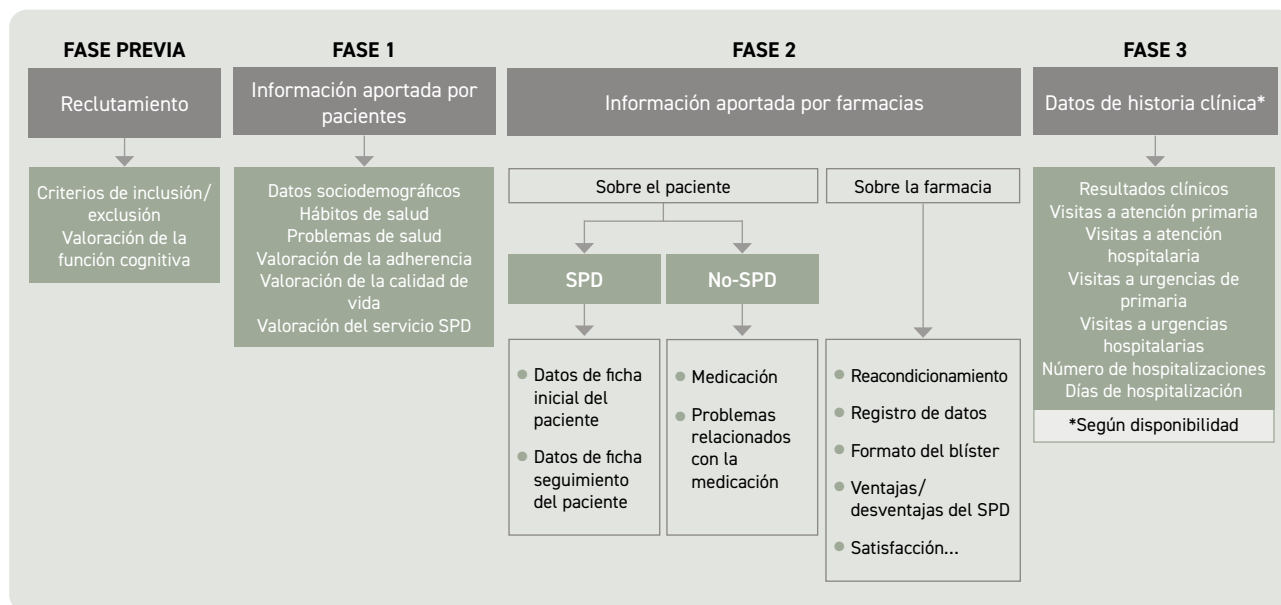 FASE PREVIA
Reclutamiento
Criterios de inclusión/
exclusión
Valoración de la
función cognitiva
FASE 1
Información aportada por
pacientes
Datos sociodemográficos
Hábitos de salud
Problemas de salud
Valoración de la adherencia
Valoración de la calidad de
vida
Valoración del servicio SPD
FASE 2
Información aportada por farmacias
Sobre el paciente
SPD
Datos de ficha
inicial del
paciente
Datos de ficha
seguimiento
del paciente
No-SPD
Medicación
Problemas
relacionados
con la
medicación
Sobre la farmacia
Reacondicionamiento
Registro de datos
Formato del blíster
Ventajas/
desventajas del SPD
Satisfacción...
FASE 3
Datos de historia clínica*
Resultados clínicos
Visitas a atención primaria
Visitas a atención
hospitalaria
Visitas a urgencias de
primaria
Visitas a urgencias
hospitalarias
Número de hospitalizaciones
Días de hospitalización
*Según disponibilidad